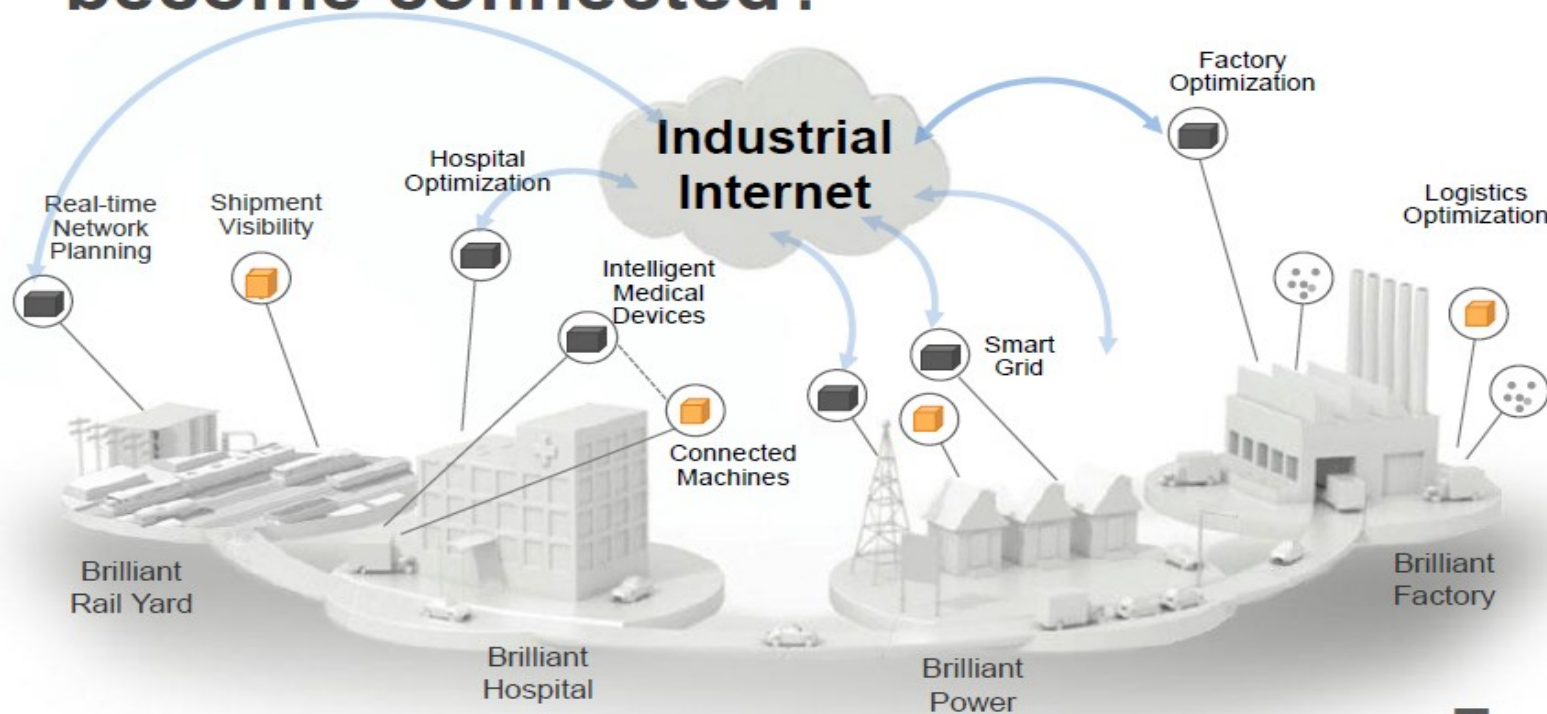 become connected?
Industrial
Internet
Factory
Optimization
Hospital
Optimization
Real-time
Network
Planning
Shipment
Visibility
Logistics
Optimization
Intelligent
Medical
Devices
Smart
Grid
Connected
Machines
Brilliant
Rail Yard
Brilliant
Factory
Brilliant
Hospital
Brilliant
Power